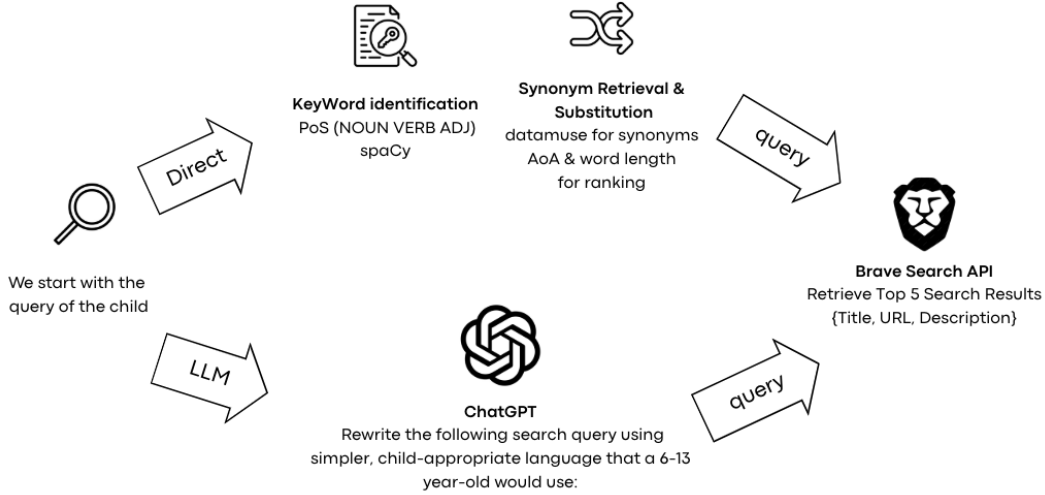 KeyWord identification
PoS (NOUN VERB ADJ)
spaCy
Synonym Retrieval &
Substitution
datamuse for synonyms
AoA & word length
for ranking
Direct
query
We start with the
query of the child
Brave Search API
Retrieve Top 5 Search Results
{Title, URL, Description}
LLM
ChatGPT
Rewrite the following search query using
simpler, child-appropriate language that a 6-13
year-old would use:
query